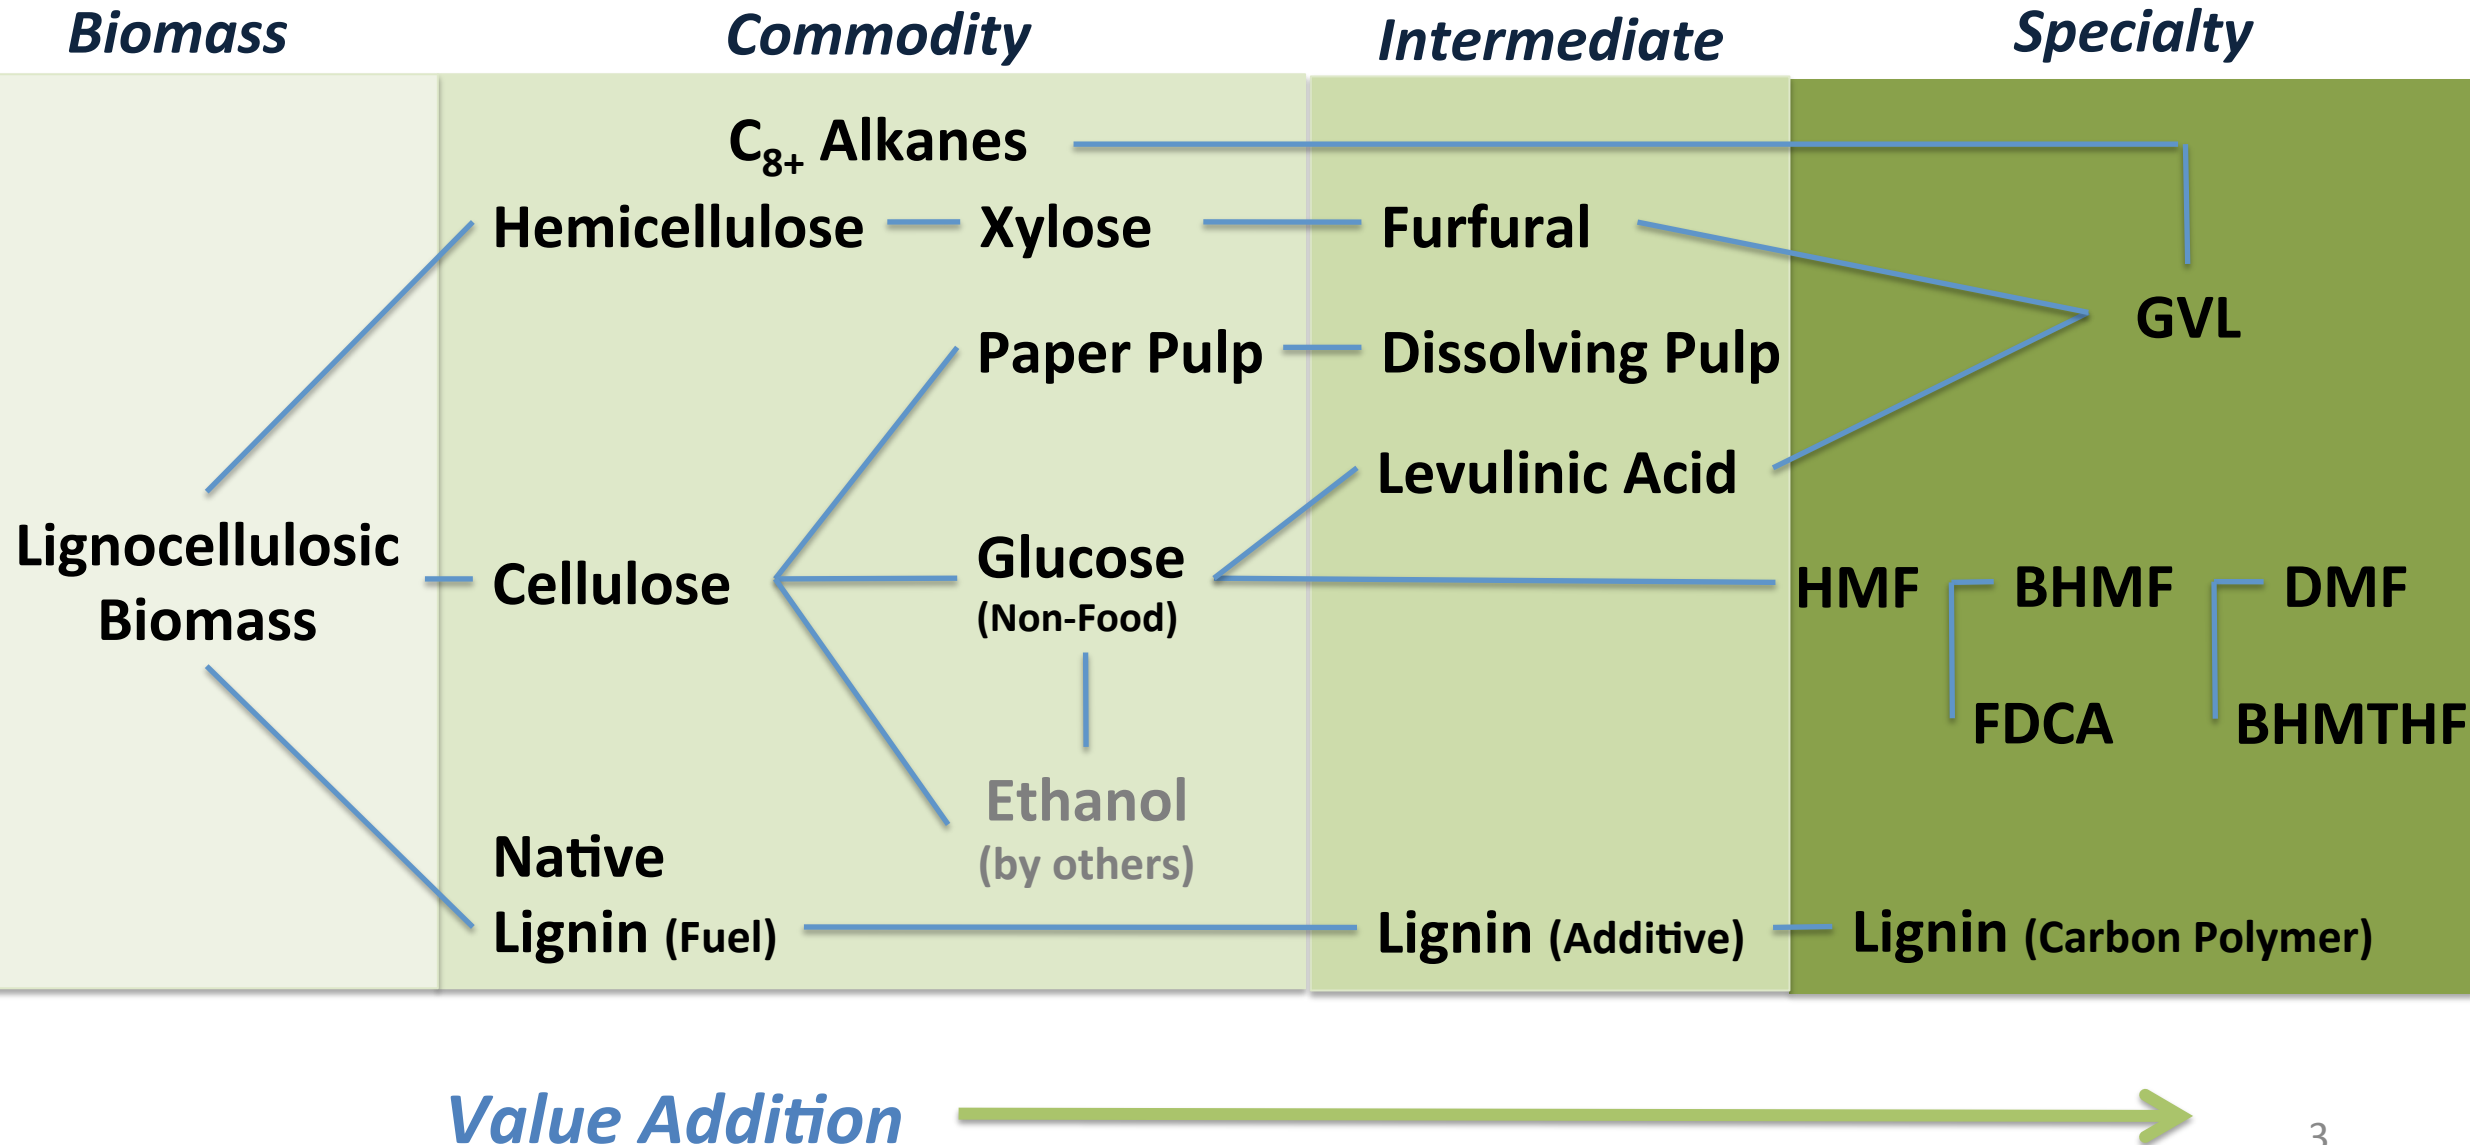 Biomass Commodity Intermediate Specialty
C8+ Alkanes
Hemicellulose Xylose Furfural
GVL
Paper Pulp Dissolving Pulp
Levulinic Acid
Lignocellulosic
Biomass
Cellulose
Glucose
(Non-Food)
HMF BHMF DMF
FDCA BHMTHF
Ethanol
(by others)
Native
Lignin (Fuel) Lignin (Additive) Lignin (Carbon Polymer)
Value Addition
3